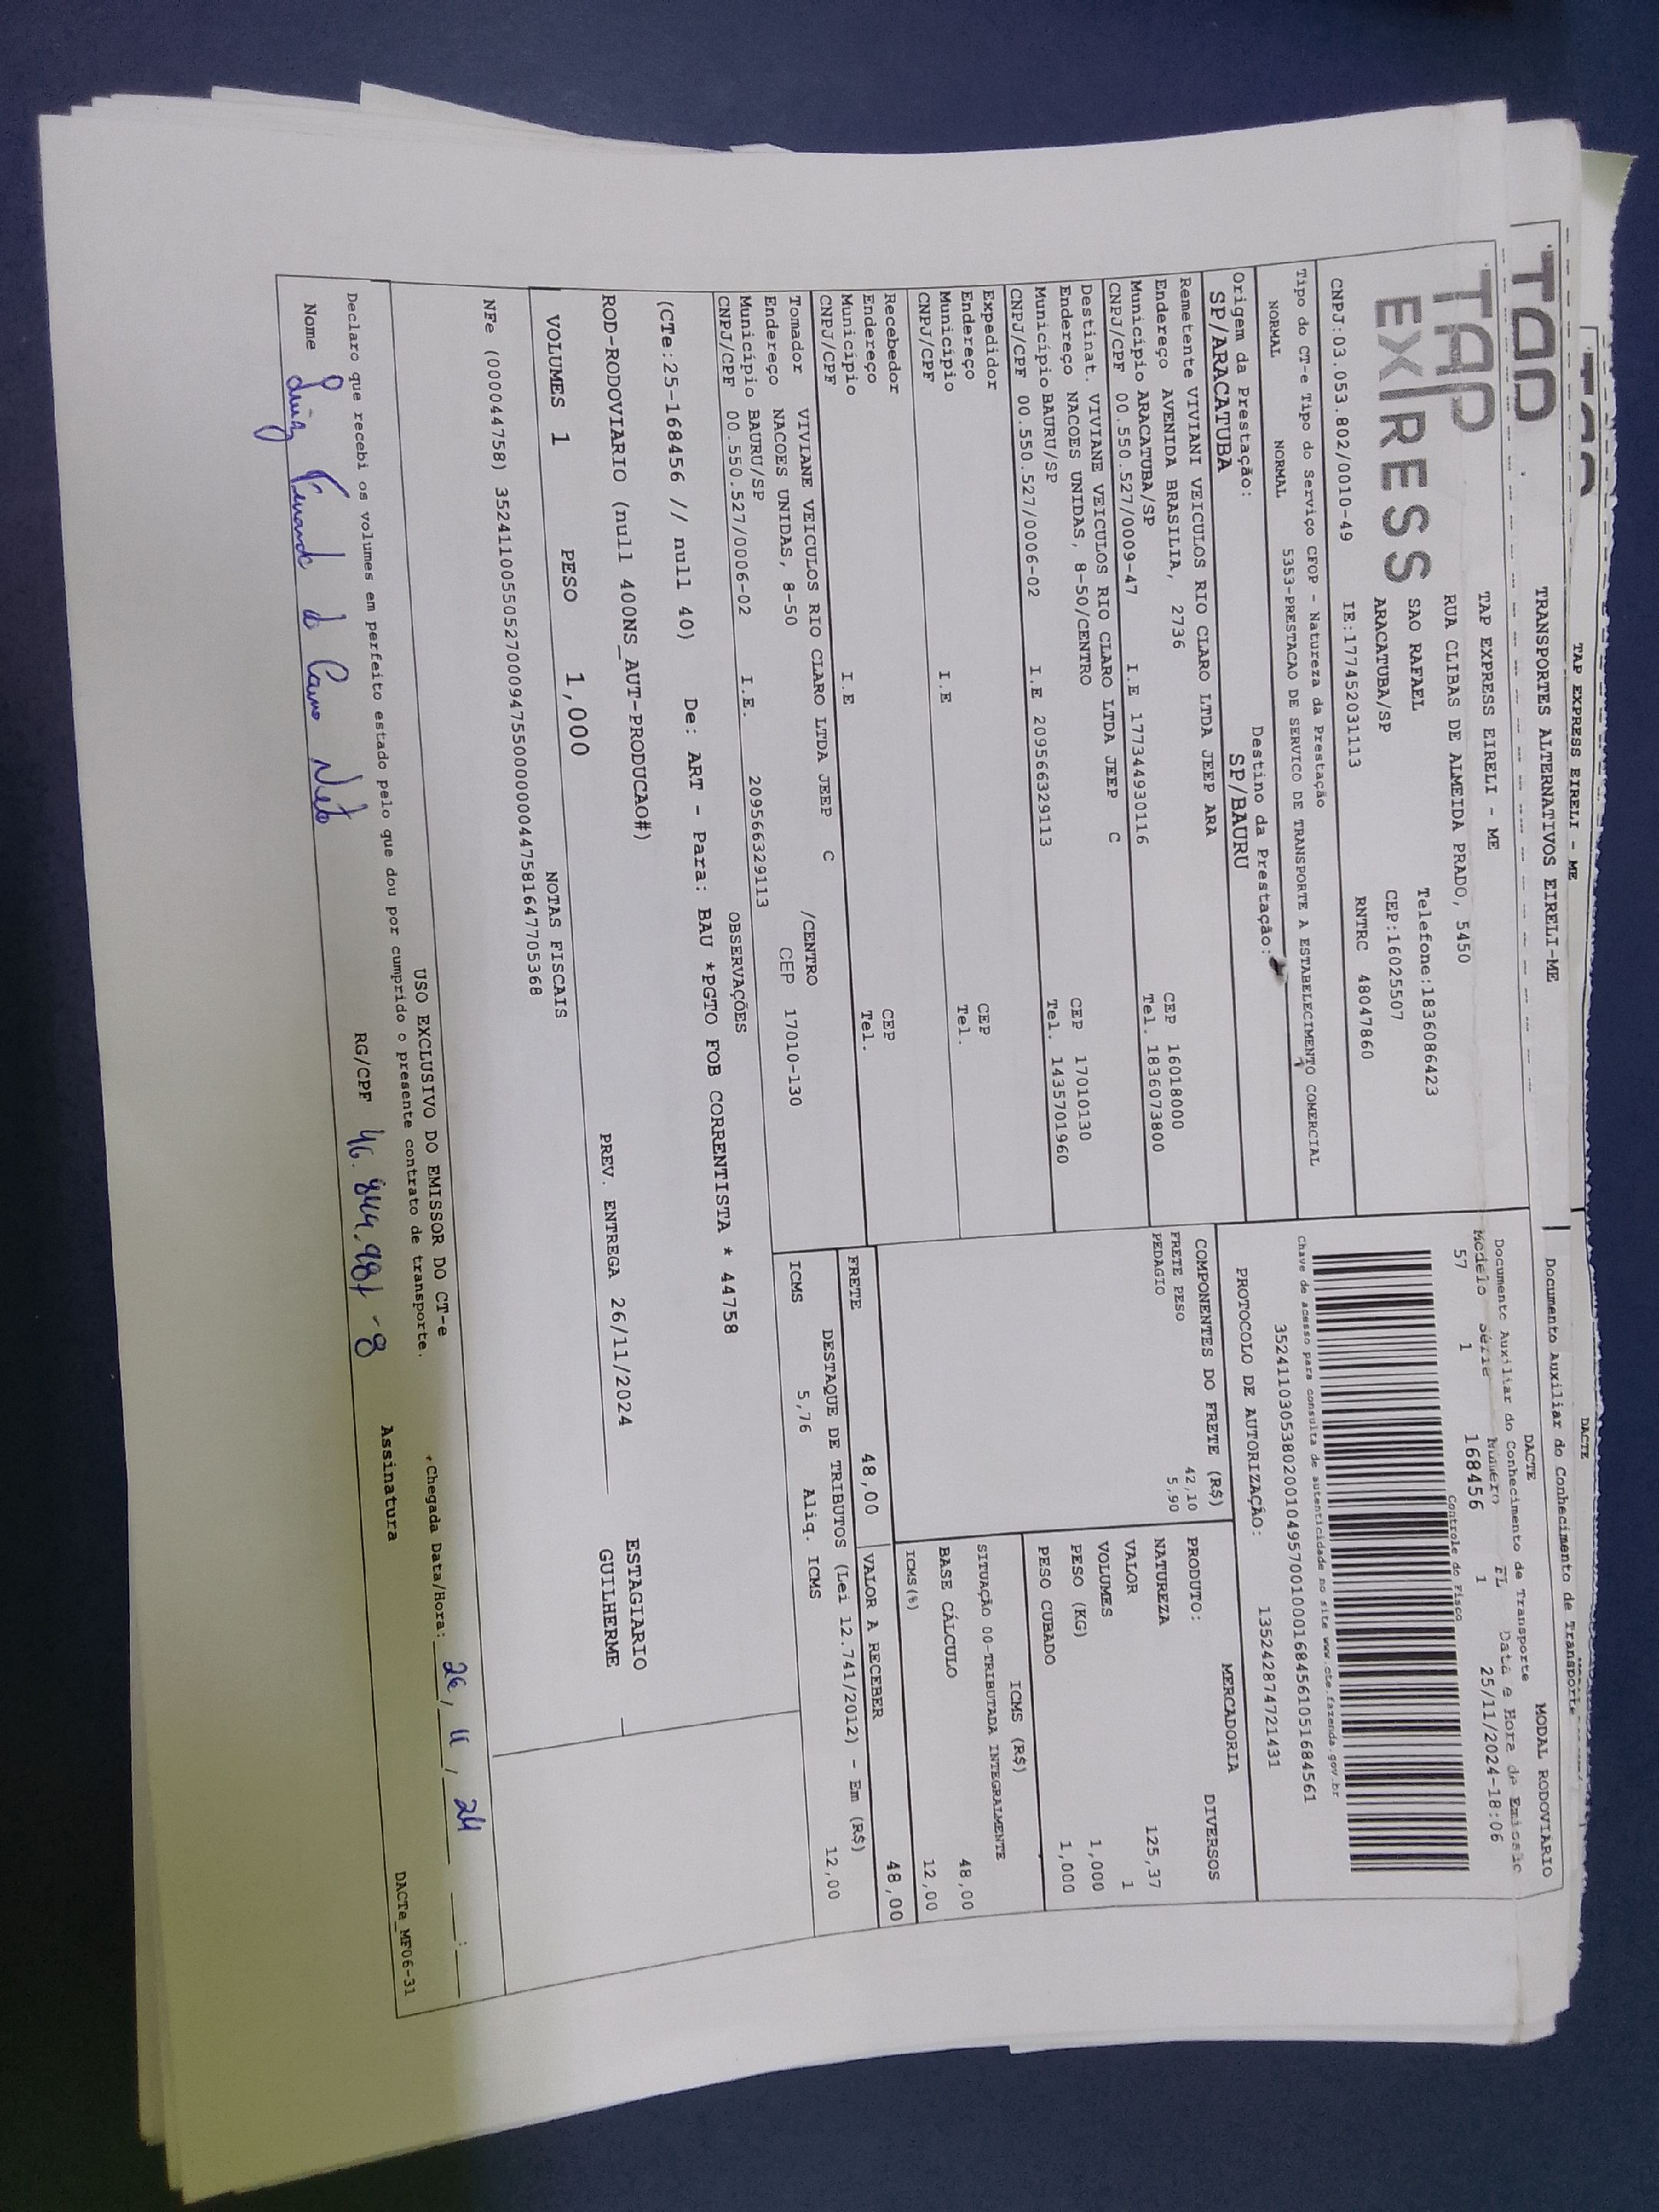 TAP EXPRESS EIRELI - ME
DACTE
TRANSPORTES ALTERNATIVOS EIRELI-ME
Documento Auxiliar do Conhecimento de Transporte
MODAL RODOVIARIO
TAP
EXPRESS
TAP EXPRESS EIRELI - ME
RUA CLIBAS DE ALMEIDA PRADO, 5450
SAO RAFAEL
Telefone:1836086423
ARACATUBA/SP
CEP:16025507
CNPJ:03.053.802/0010-49
IE:177452031113
RNTRC 48047860
DACTE
Documento Auxiliar do Conhecimento de Transporte
Modelo Série Número FL Data e Hora de Emissão
57 1 168456 1 25/11/2024-18:06
Controle do Fisco
Chave de acesso para consulta de autenticidade no site www.cte.fazenda.gov.br
35241103053802001049570010001684561051684561
PROTOCOLO DE AUTORIZAÇÃO: 135242874721431
Tipo do CT-e Tipo do Serviço CFOP - Natureza da Prestação
NORMAL NORMAL 5353-PRESTACAO DE SERVICO DE TRANSPORTE A ESTABELECIMENTO COMERCIAL
Origem da Prestação: Destino da Prestação:
SP/ARACATUBA SP/BAURU
Remetente VIVIANI VEICULOS RIO CLARO LTDA JEEP ARA
Endereço AVENIDA BRASILIA, 2736 CEP 16018000
Município ARACATUBA/SP Tel. 1836073800
CNPJ/CPF 00.550.527/0009-47 I.E 177344930116
Destinat. VIVIANE VEICULOS RIO CLARO LTDA JEEP C
Endereço NACOES UNIDAS, 8-50/CENTRO CEP 17010130
Município BAURU/SP Tel. 1435701960
CNPJ/CPF 00.550.527/0006-02 I.E 209566329113
Expedidor
Endereço CEP
Município Tel.
CNPJ/CPF I.E
Recebedor
Endereço CEP
Município Tel.
CNPJ/CPF I.E
Tomador VIVIANE VEICULOS RIO CLARO LTDA JEEP C
Endereço NACOES UNIDAS, 8-50 /CENTRO
Município BAURU/SP CEP 17010-130
CNPJ/CPF 00.550.527/0006-02 I.E. 209566329113
COMPONENTES DO FRETE (R$)
FRETE PESO 42,10
PEDAGIO 5,90
MERCADORIA
PRODUTO: DIVERSOS
NATUREZA
VALOR 125,37
VOLUMES 1
PESO (KG) 1,000
PESO CUBADO 1,000
ICMS (R$)
SITUAÇÃO 00-TRIBUTADA INTEGRALMENTE
BASE CÁLCULO 48,00
ICMS(%) 12,00
FRETE 48,00 VALOR A RECEBER 48,00
DESTAQUE DE TRIBUTOS (Lei 12.741/2012) - Em (R$)
ICMS 5,76 Aliq. ICMS 12,00
OBSERVAÇÕES
(CTe:25-168456 // null 40) De: ART - Para: BAU *PGTO FOB CORRENTISTA * 44758
ROD-RODOVIARIO (null 400NS_AUT-PRODUCAO#)
PREV. ENTREGA 26/11/2024
ESTAGIARIO
GUILHERME
VOLUMES 1 PESO 1,000
NOTAS FISCAIS
NFe (000044758) 35241100550527000947550000000447581647705368
USO EXCLUSIVO DO EMISSOR DO CT-e
Declaro que recebi os volumes em perfeito estado pelo que dou por cumprido o presente contrato de transporte.
Chegada Data/Hora: 26, 11, 24
Nome Luiz Fernando
Neto
RG/CPF
Assinatura
DACTe_MF06-31